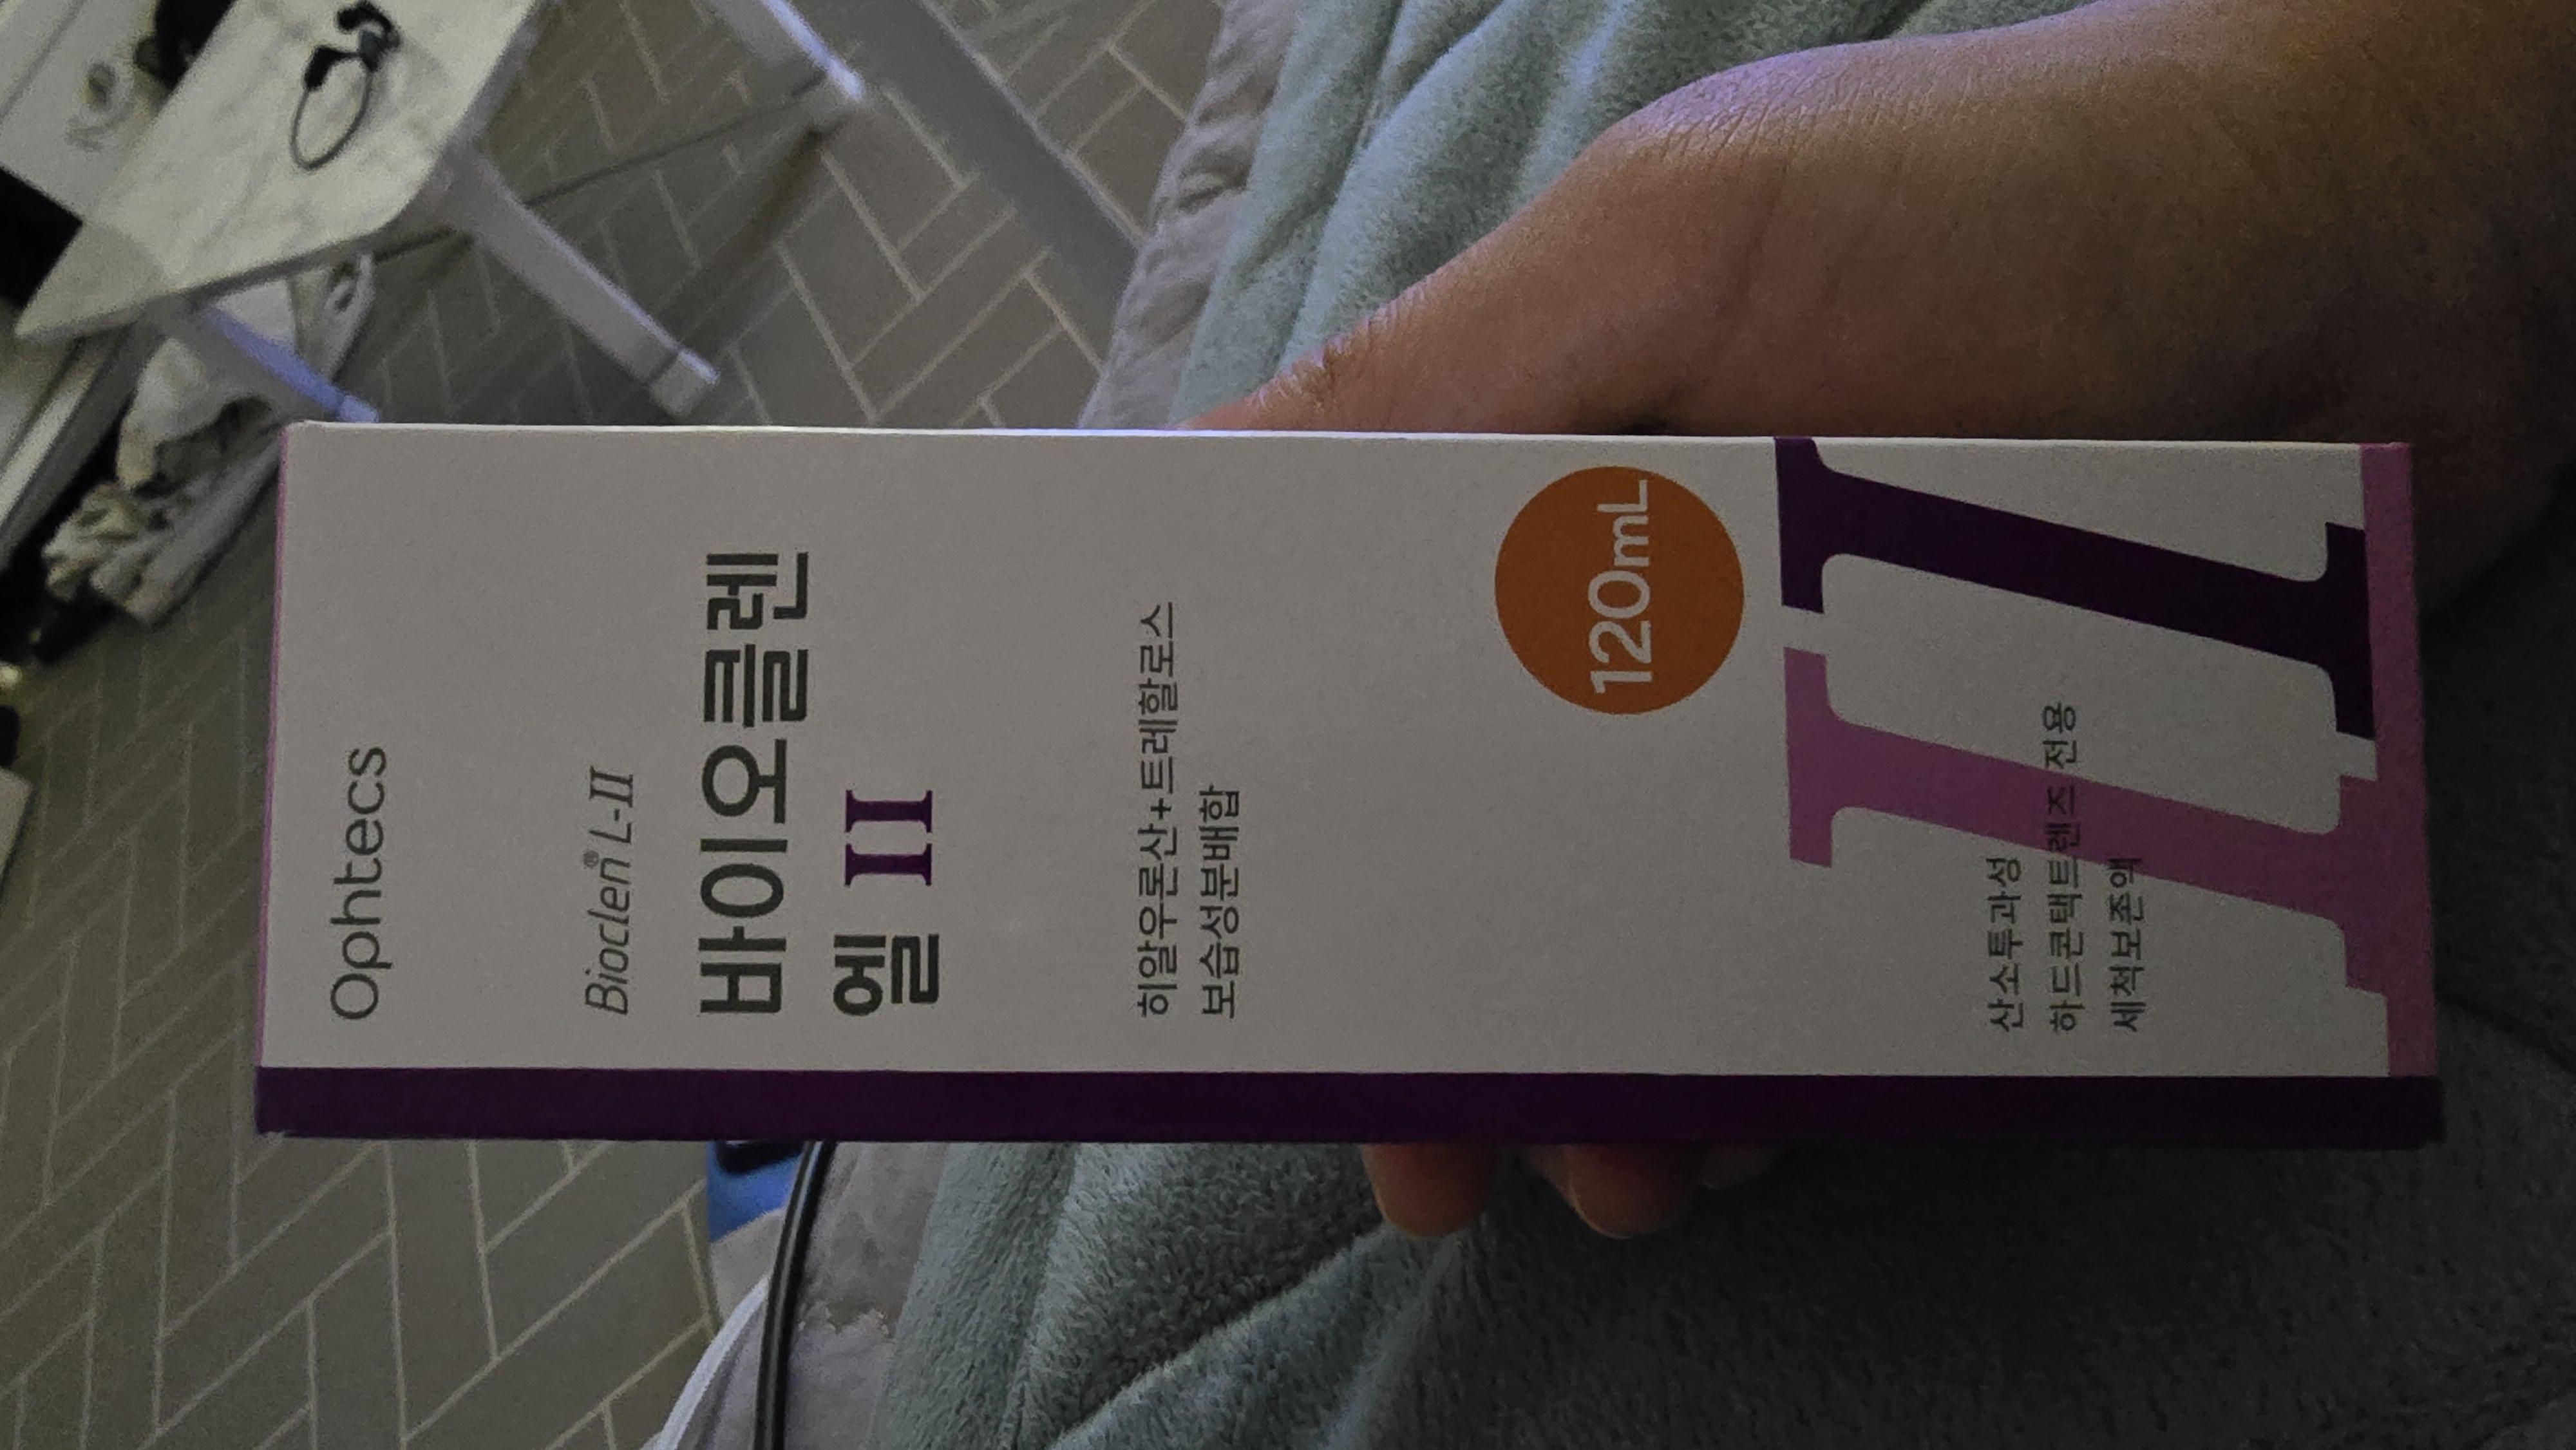 Ophtecs
Bioclen® L-II
바이오클렌
엘 II
히알우론산+트레할로스
보습성분배합
120mL
산소투과성
하드콘택트렌즈 전용
세척보존액